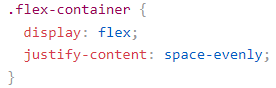 .flex-container {
  display: flex;
  justify-content: space-evenly;
}